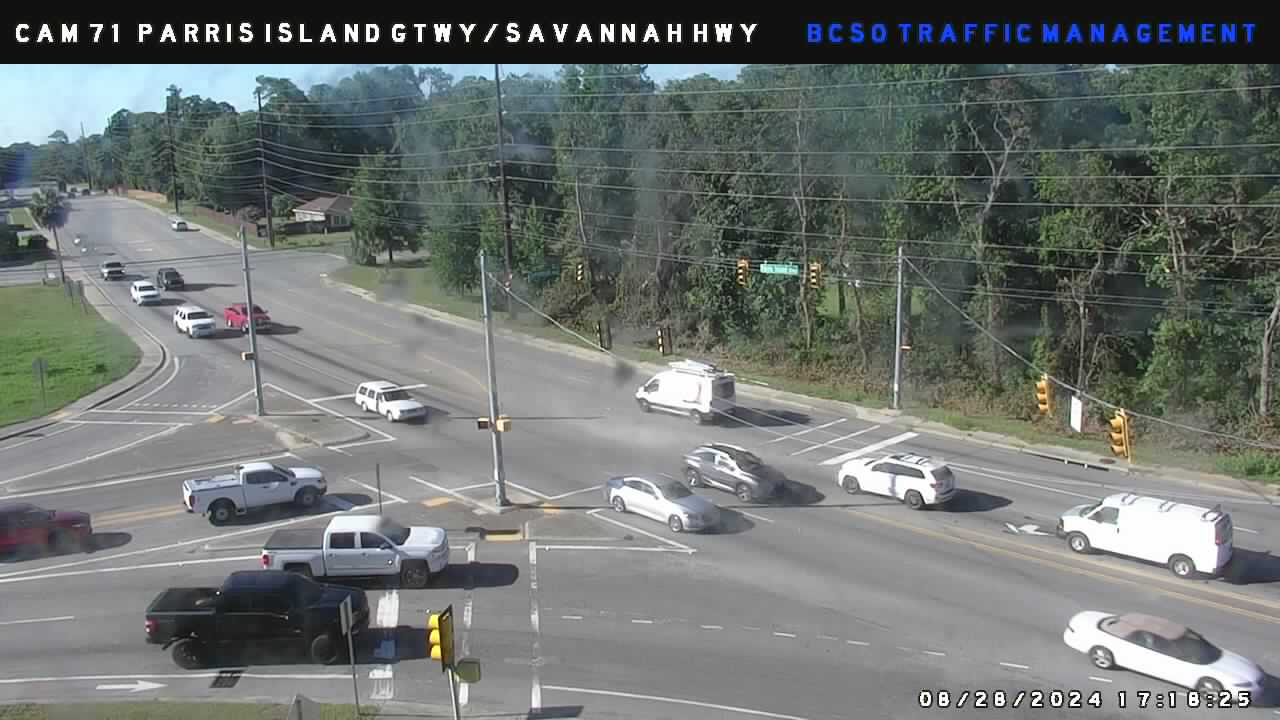 CAM 71 PARRIS ISLAND GTWY/SAVANNAH HWY BCSO TRAFFIC MANAGEMENT
08/28/2024 17:18:25